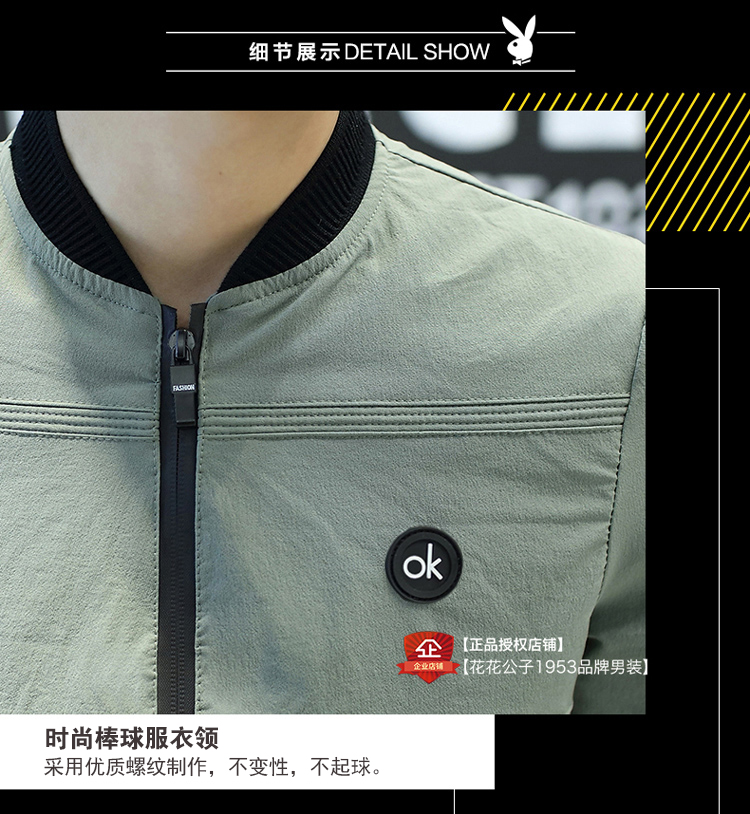 细节展示DETAIL SHOW
FASHION
ok
企
企业店铺
【正品授权店铺】
【花花公子1953品牌男装】
时尚棒球服衣领
采用优质螺纹制作，不变性，不起球。